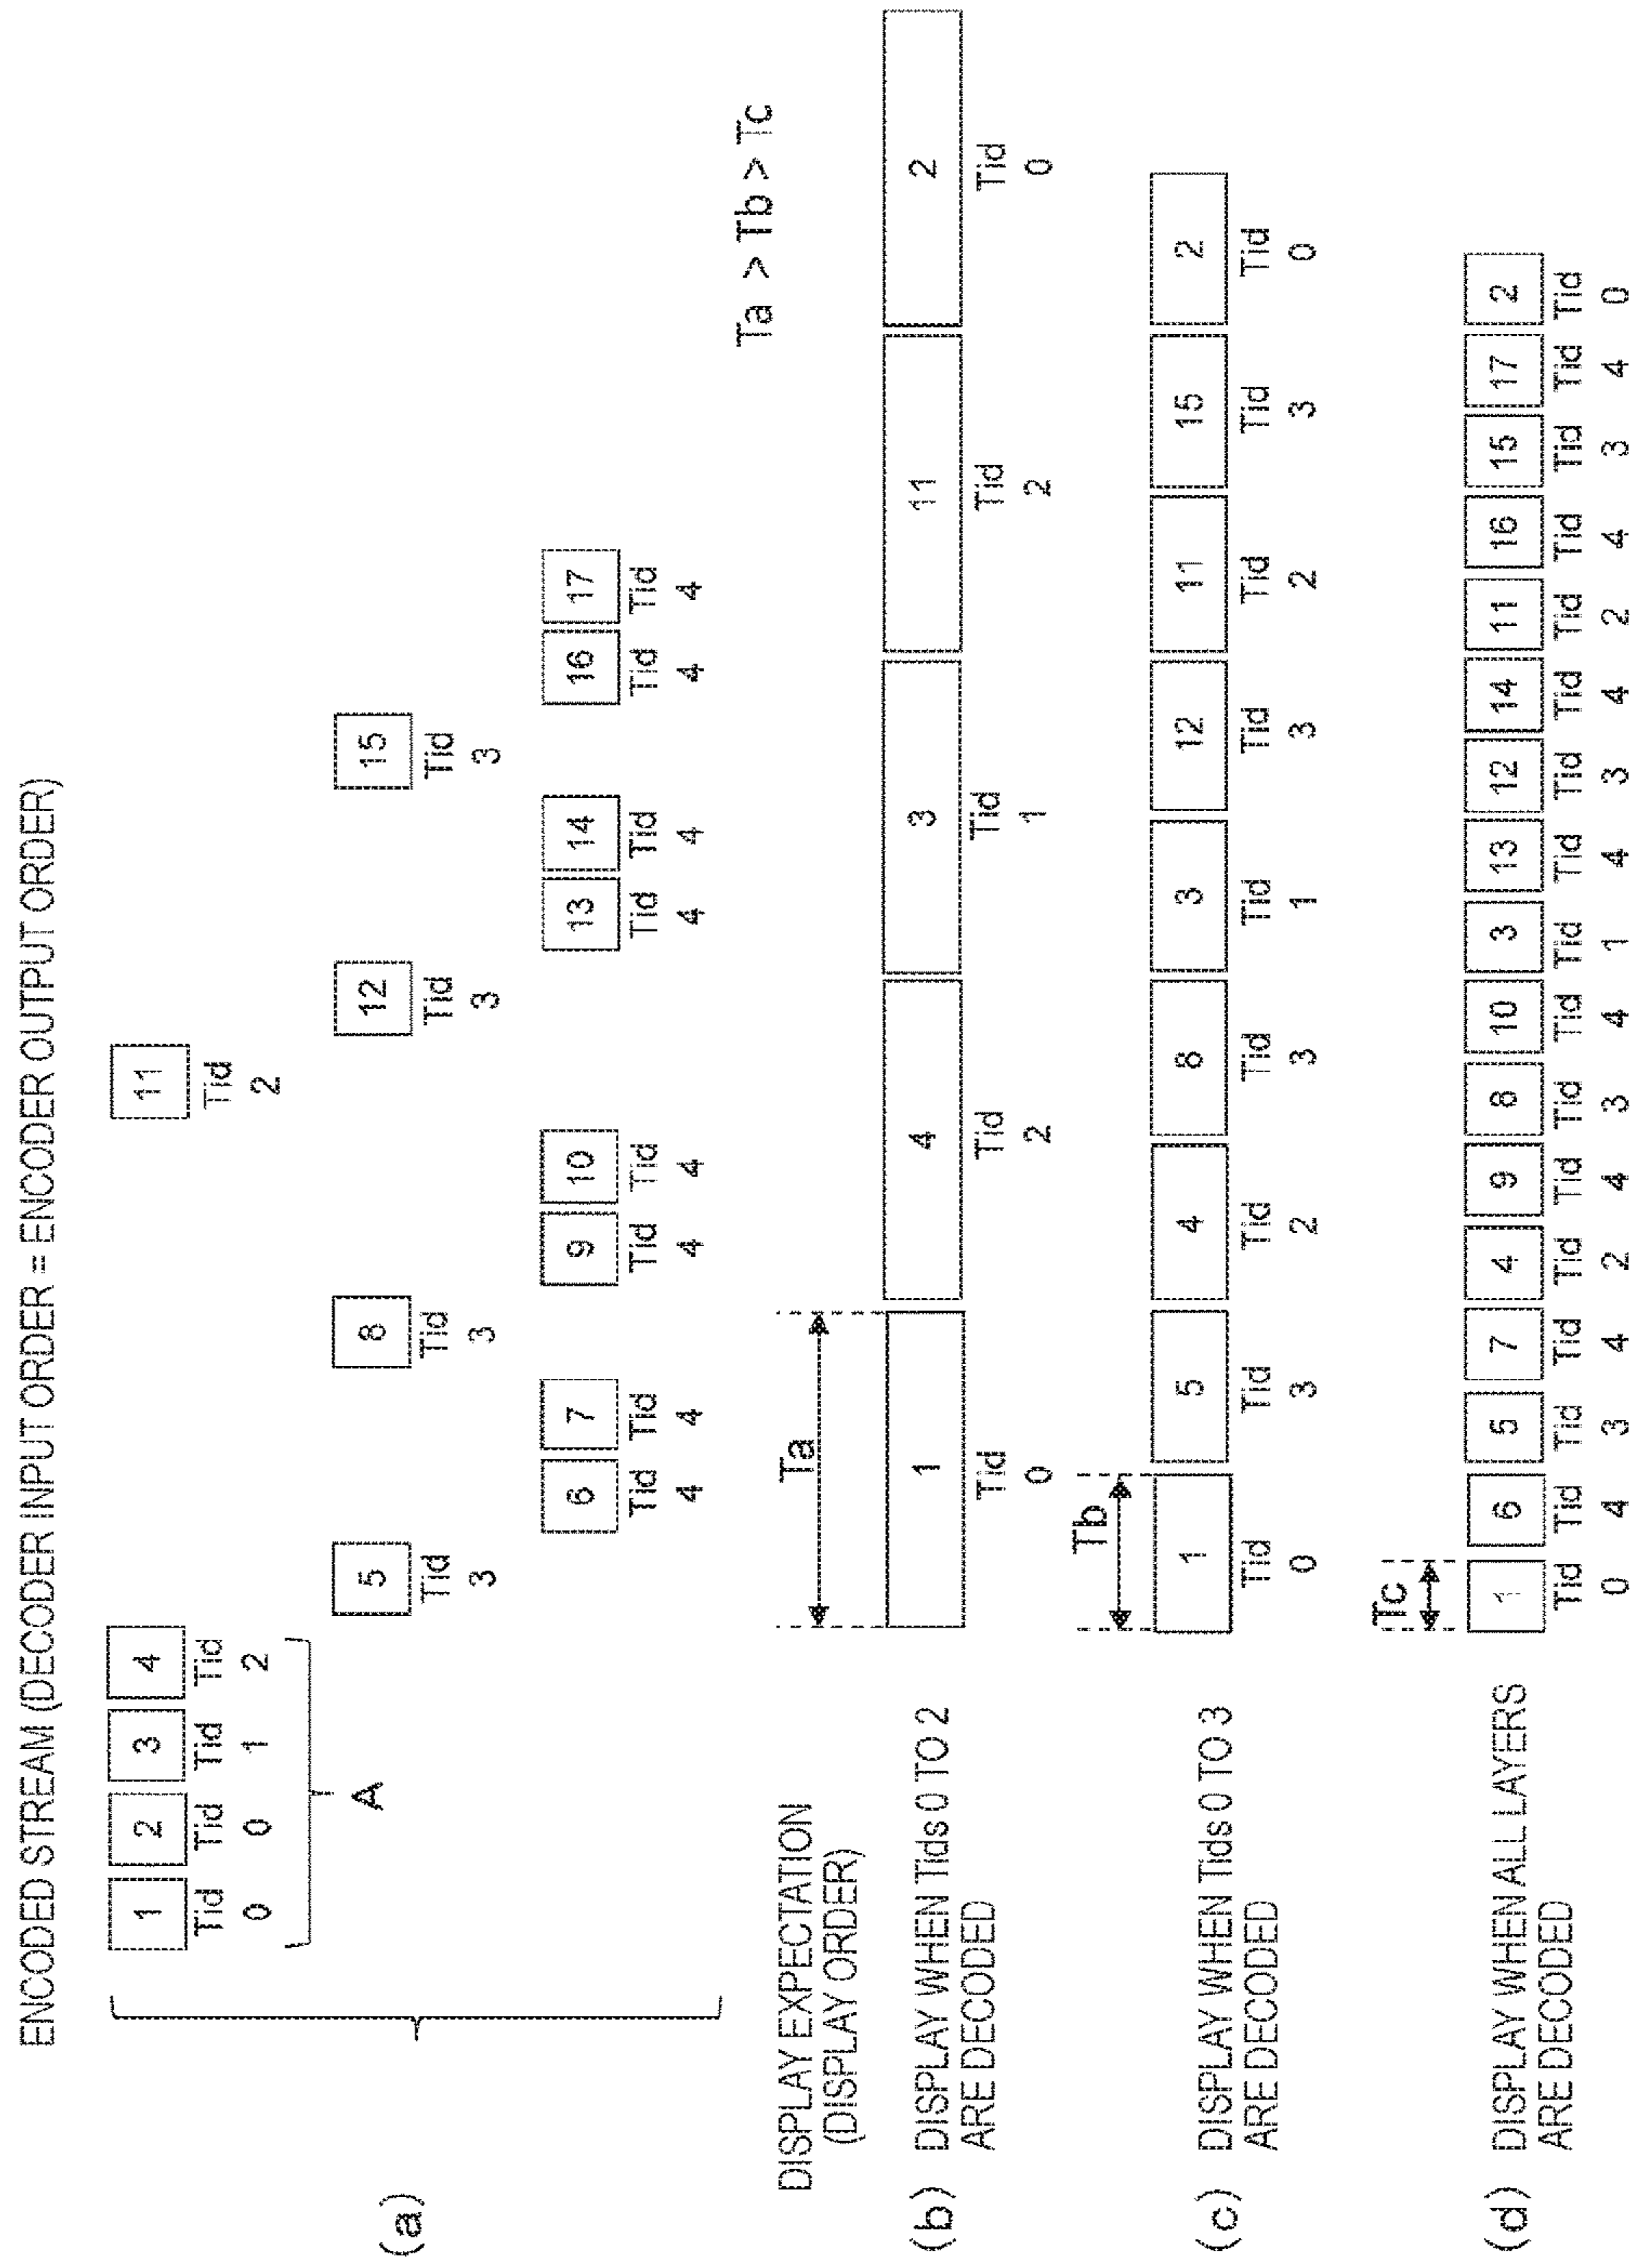 ENCODED STREAM (DECODER INPUT ORDER = ENCODER OUTPUT ORDER)
(a)
1 2 3 4 11
Tid Tid Tid Tid Tid
0 0 1 2 2
A
5 8 12 15
Tid Tid Tid Tid
3 3 3 3
6 7 9 10 13 14 16 17
Tid Tid Tid Tid Tid Tid Tid Tid
4 4 4 4 4 4 4 4
DISPLAY EXPECTATION
(DISPLAY ORDER)
Ta > Tb > Tc
Ta
(b) DISPLAY WHEN Tids 0 TO 2
ARE DECODED
1 4 3 11 2
Tid Tid Tid Tid Tid
0 2 1 2 0
Tb
(c) DISPLAY WHEN Tids 0 TO 3
ARE DECODED
1 5 4 8 3 12 11 15 2
Tid Tid Tid Tid Tid Tid Tid Tid Tid
0 3 2 3 1 3 2 3 0
Tc
(d) DISPLAY WHEN ALL LAYERS
ARE DECODED
1 6 5 7 4 9 8 10 3 13 12 14 11 16 15 17 2
Tid Tid Tid Tid Tid Tid Tid Tid Tid Tid Tid Tid Tid Tid Tid Tid Tid
0 4 3 4 2 4 3 4 1 4 3 4 2 4 3 4 0